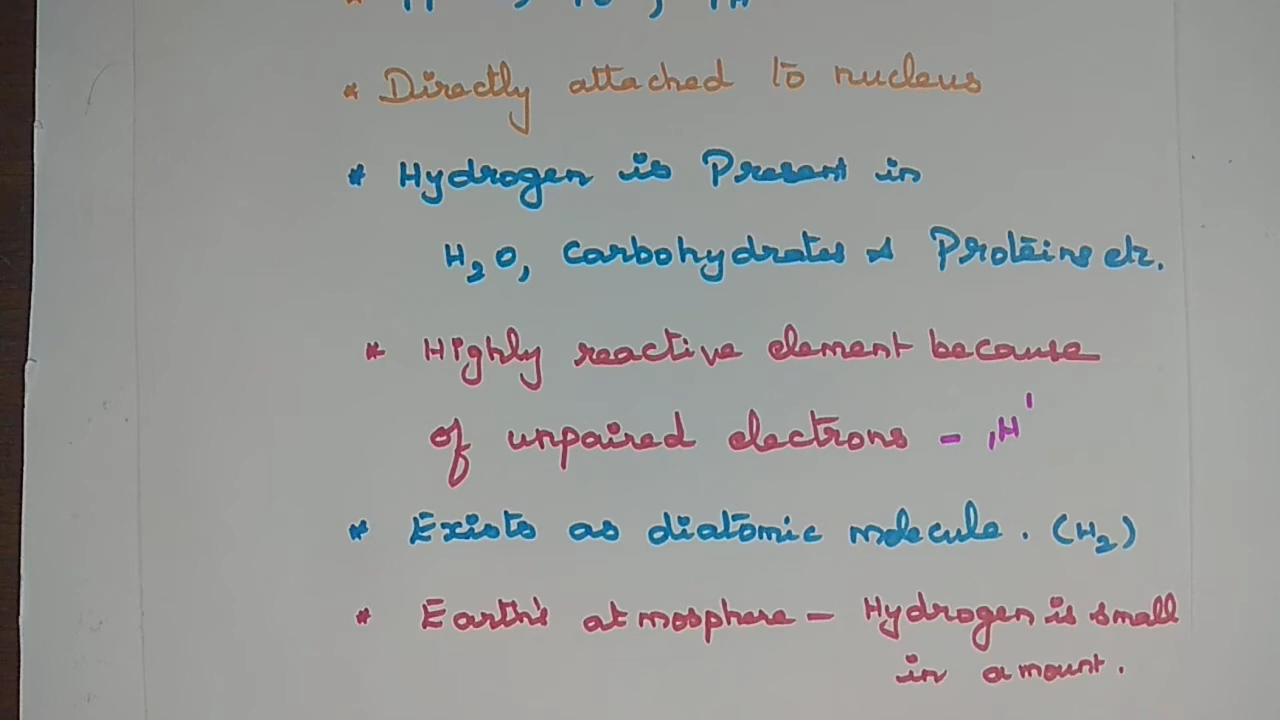 * Directly attached to nucleus
* Hydrogen is Present in
H₂O, Carbohydrates & Proteins etc.
* Highly reactive element because
of unpaired electrons - ₁H¹
* Exists as diatomic molecule. (H₂)
* Earth's atmosphere - Hydrogen is small
in amount.